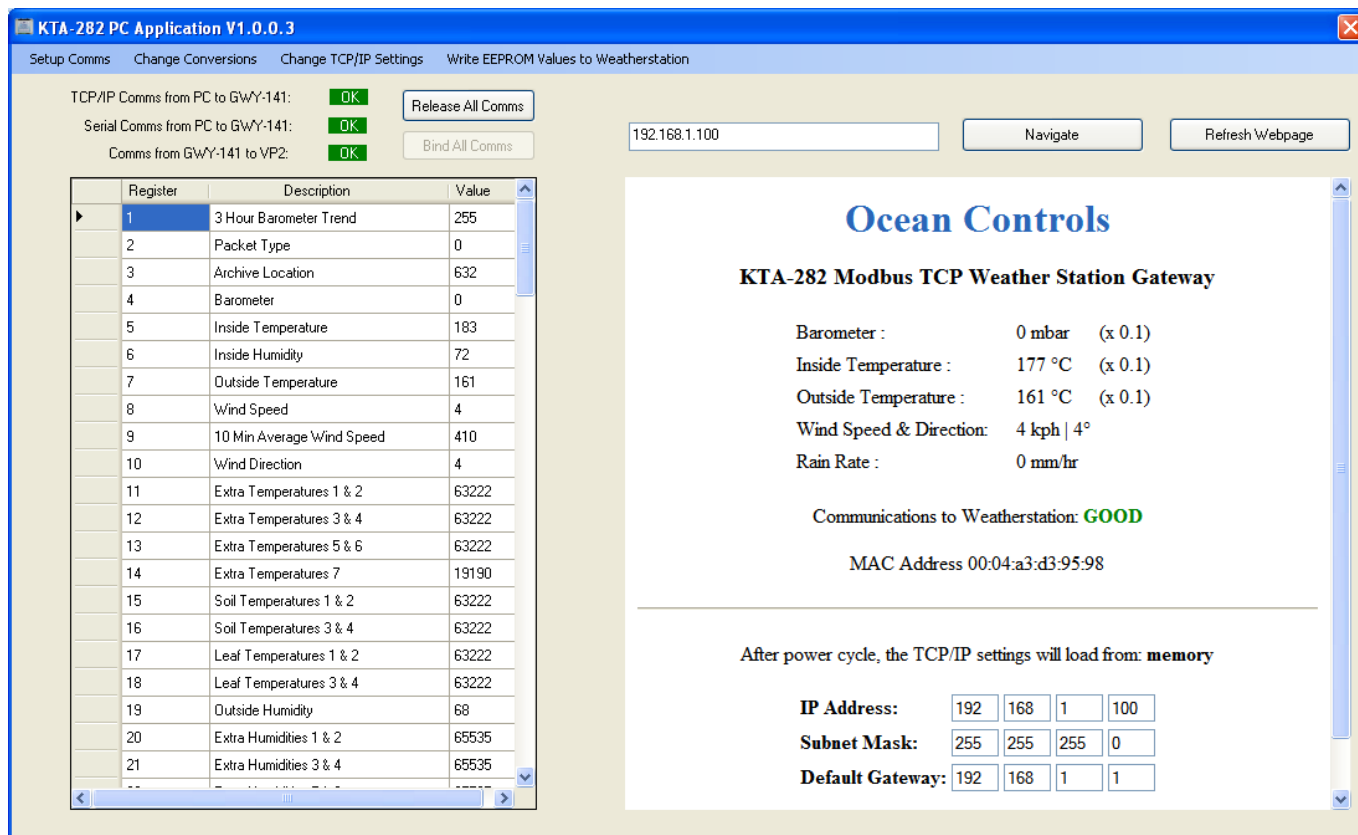 KTA-282 PC Application V1.0.0.3
Setup Comms Change Conversions Change TCP/IP Settings Write EEPROM Values to Weatherstation
TCP/IP Comms from PC to GWY-141: OK
Serial Comms from PC to GWY-141: OK
Comms from GWY-141 to VP2: OK
Release All Comms
Bind All Comms
Register Description Value
1 3 Hour Barometer Trend 255
2 Packet Type 0
3 Archive Location 632
4 Barometer 0
5 Inside Temperature 183
6 Inside Humidity 72
7 Outside Temperature 161
8 Wind Speed 4
9 10 Min Average Wind Speed 410
10 Wind Direction 4
11 Extra Temperatures 1 & 2 63222
12 Extra Temperatures 3 & 4 63222
13 Extra Temperatures 5 & 6 63222
14 Extra Temperatures 7 19190
15 Soil Temperatures 1 & 2 63222
16 Soil Temperatures 3 & 4 63222
17 Leaf Temperatures 1 & 2 63222
18 Leaf Temperatures 3 & 4 63222
19 Outside Humidity 68
20 Extra Humidities 1 & 2 65535
21 Extra Humidities 3 & 4 65535
192.168.1.100 Navigate Refresh Webpage
Ocean Controls
KTA-282 Modbus TCP Weather Station Gateway
Barometer : 0 mbar (x 0.1)
Inside Temperature : 177 °C (x 0.1)
Outside Temperature : 161 °C (x 0.1)
Wind Speed & Direction: 4 kph | 4°
Rain Rate : 0 mm/hr
Communications to Weatherstation: GOOD
MAC Address 00:04:a3:d3:95:98
After power cycle, the TCP/IP settings will load from: memory
IP Address: 192 168 1 100
Subnet Mask: 255 255 255 0
Default Gateway: 192 168 1 1